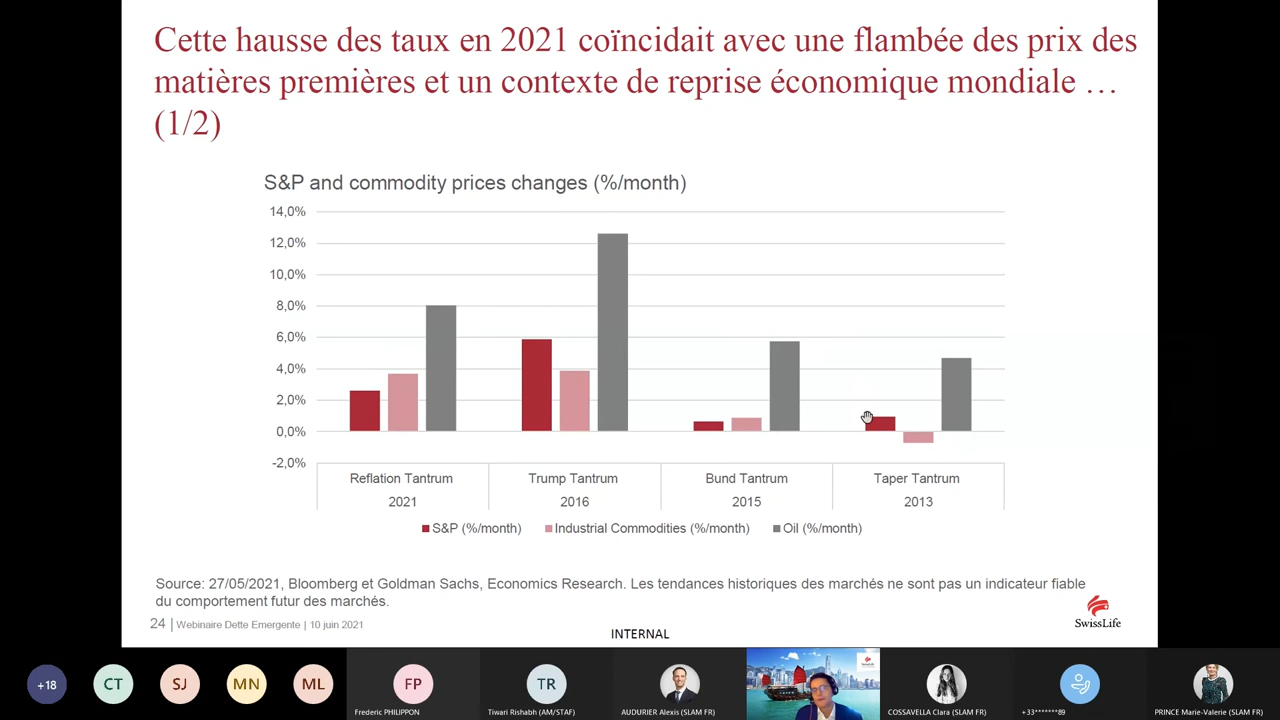 Cette hausse des taux en 2021 coïncidait avec une flambée des prix des
matières premières et un contexte de reprise économique mondiale …
(1/2)
S&P and commodity prices changes (%/month)
14,0%
12,0%
10,0%
8,0%
6,0%
4,0%
2,0%
0,0%
-2,0%
Reflation Tantrum Trump Tantrum Bund Tantrum Taper Tantrum
2021 2016 2015 2013
S&P (%/month) Industrial Commodities (%/month) Oil (%/month)
Source: 27/05/2021, Bloomberg et Goldman Sachs, Economics Research. Les tendances historiques des marchés ne sont pas un indicateur fiable
du comportement futur des marchés.
24 | Webinaire Dette Emergente | 10 juin 2021
SwissLife
INTERNAL
+18 CT SJ MN ML FP TR
Frederic PHILIPPON Tiwari Rishabh (AM/STAF) AUDURIER Alexis (SLAM FR) COSSAVELLA Clara (SLAM FR) +33*******89 PRINCE Marie-Valerie (SLAM FR)